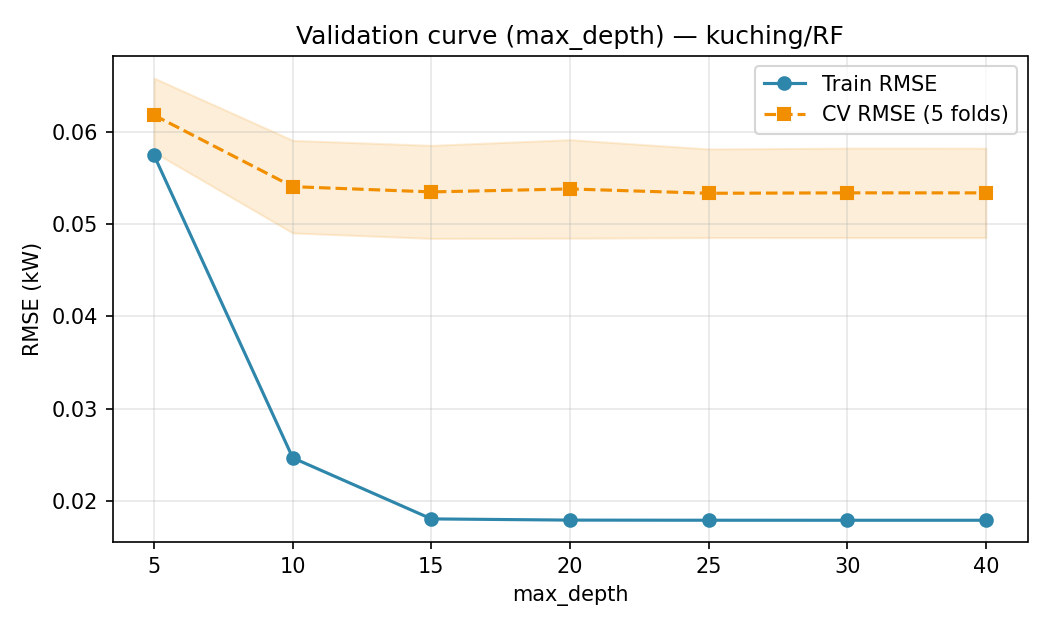 Validation curve (max_depth) — kuching/RF
Train RMSE
CV RMSE (5 folds)
RMSE (kW)
0.06
0.05
0.04
0.03
0.02
5 10 15 20 25 30 40
max_depth